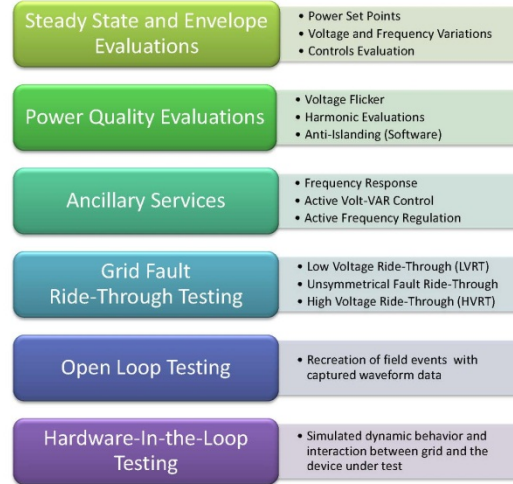 Steady State and Envelope
Evaluations
• Power Set Points
• Voltage and Frequency Variations
• Controls Evaluation
Power Quality Evaluations
• Voltage Flicker
• Harmonic Evaluations
• Anti-Islanding (Software)
Ancillary Services
• Frequency Response
• Active Volt-VAR Control
• Active Frequency Regulation
Grid Fault
Ride-Through Testing
• Low Voltage Ride-Through (LVRT)
• Unsymmetrical Fault Ride-Through
• High Voltage Ride-Through (HVRT)
Open Loop Testing
• Recreation of field events with
captured waveform data
Hardware-In-the-Loop
Testing
• Simulated dynamic behavior and
interaction between grid and the
device under test